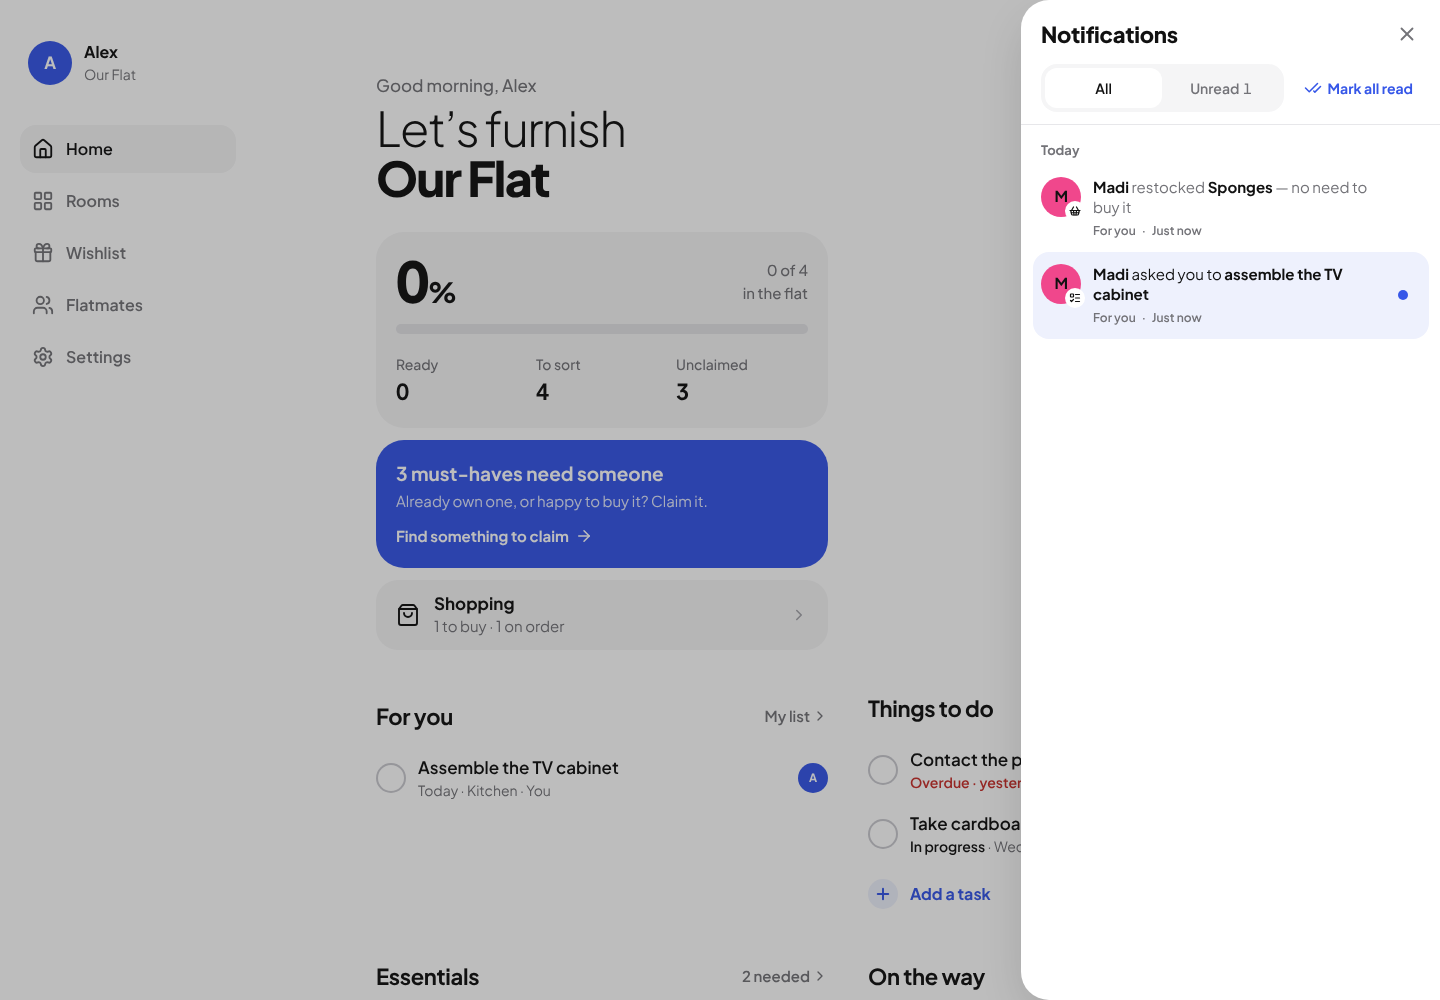 A
Alex
Our Flat
Home
Rooms
Wishlist
Flatmates
Settings
Good morning, Alex
Let’s furnish
Our Flat
0%
0 of 4
in the flat
Ready
0
To sort
4
Unclaimed
3
3 must-haves need someone
Already own one, or happy to buy it? Claim it.
Find something to claim
Shopping
1 to buy · 1 on order
For you
My list
Assemble the TV cabinet
Today · Kitchen · You
A
Essentials
2 needed
Things to do
Contact the p
Overdue · yester
Take cardboa
In progress · Wed
Add a task
On the way
Notifications
All
Unread 1
Mark all read
Today
M
Madi restocked Sponges — no need to
buy it
For you · Just now
M
Madi asked you to assemble the TV
cabinet
For you · Just now